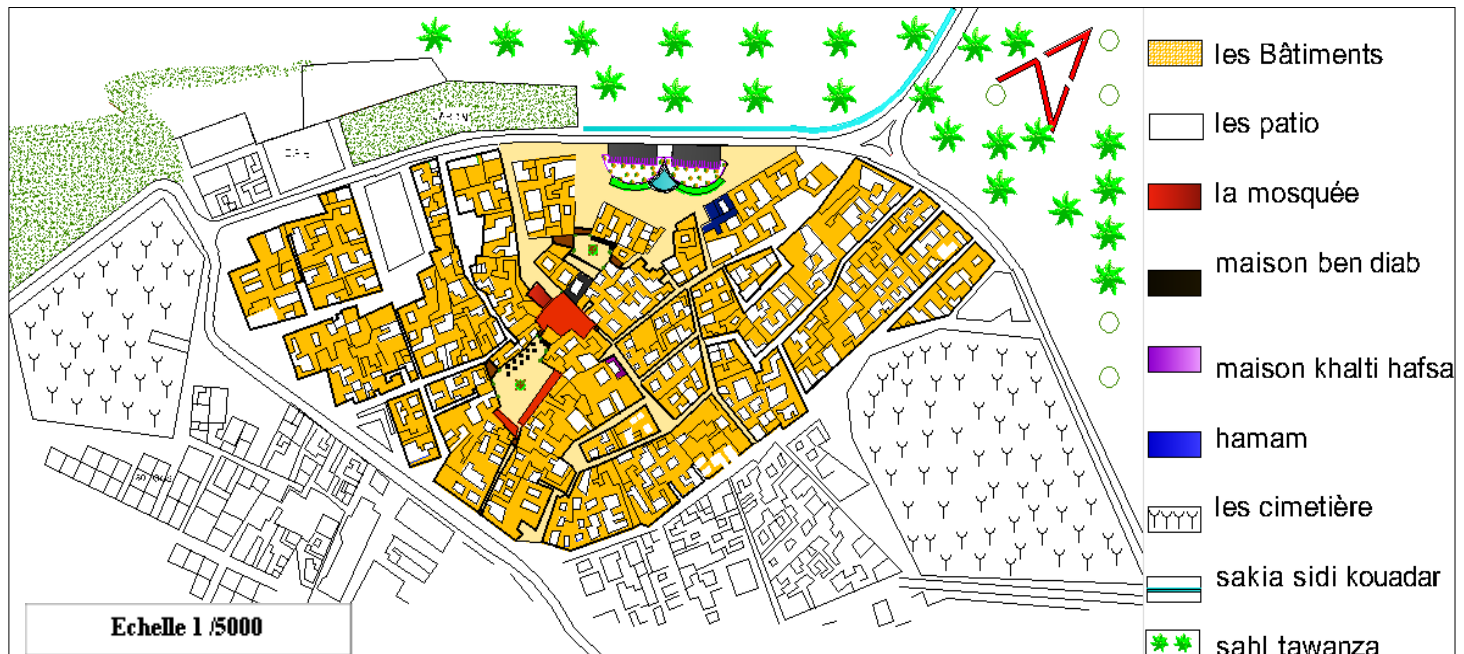 les Bâtiments
les patio
la mosquée
maison ben diab
maison khalti hafsa
hamam
les cimetière
sakia sidi kouadar
sahl tawanza
Echelle 1 /5000